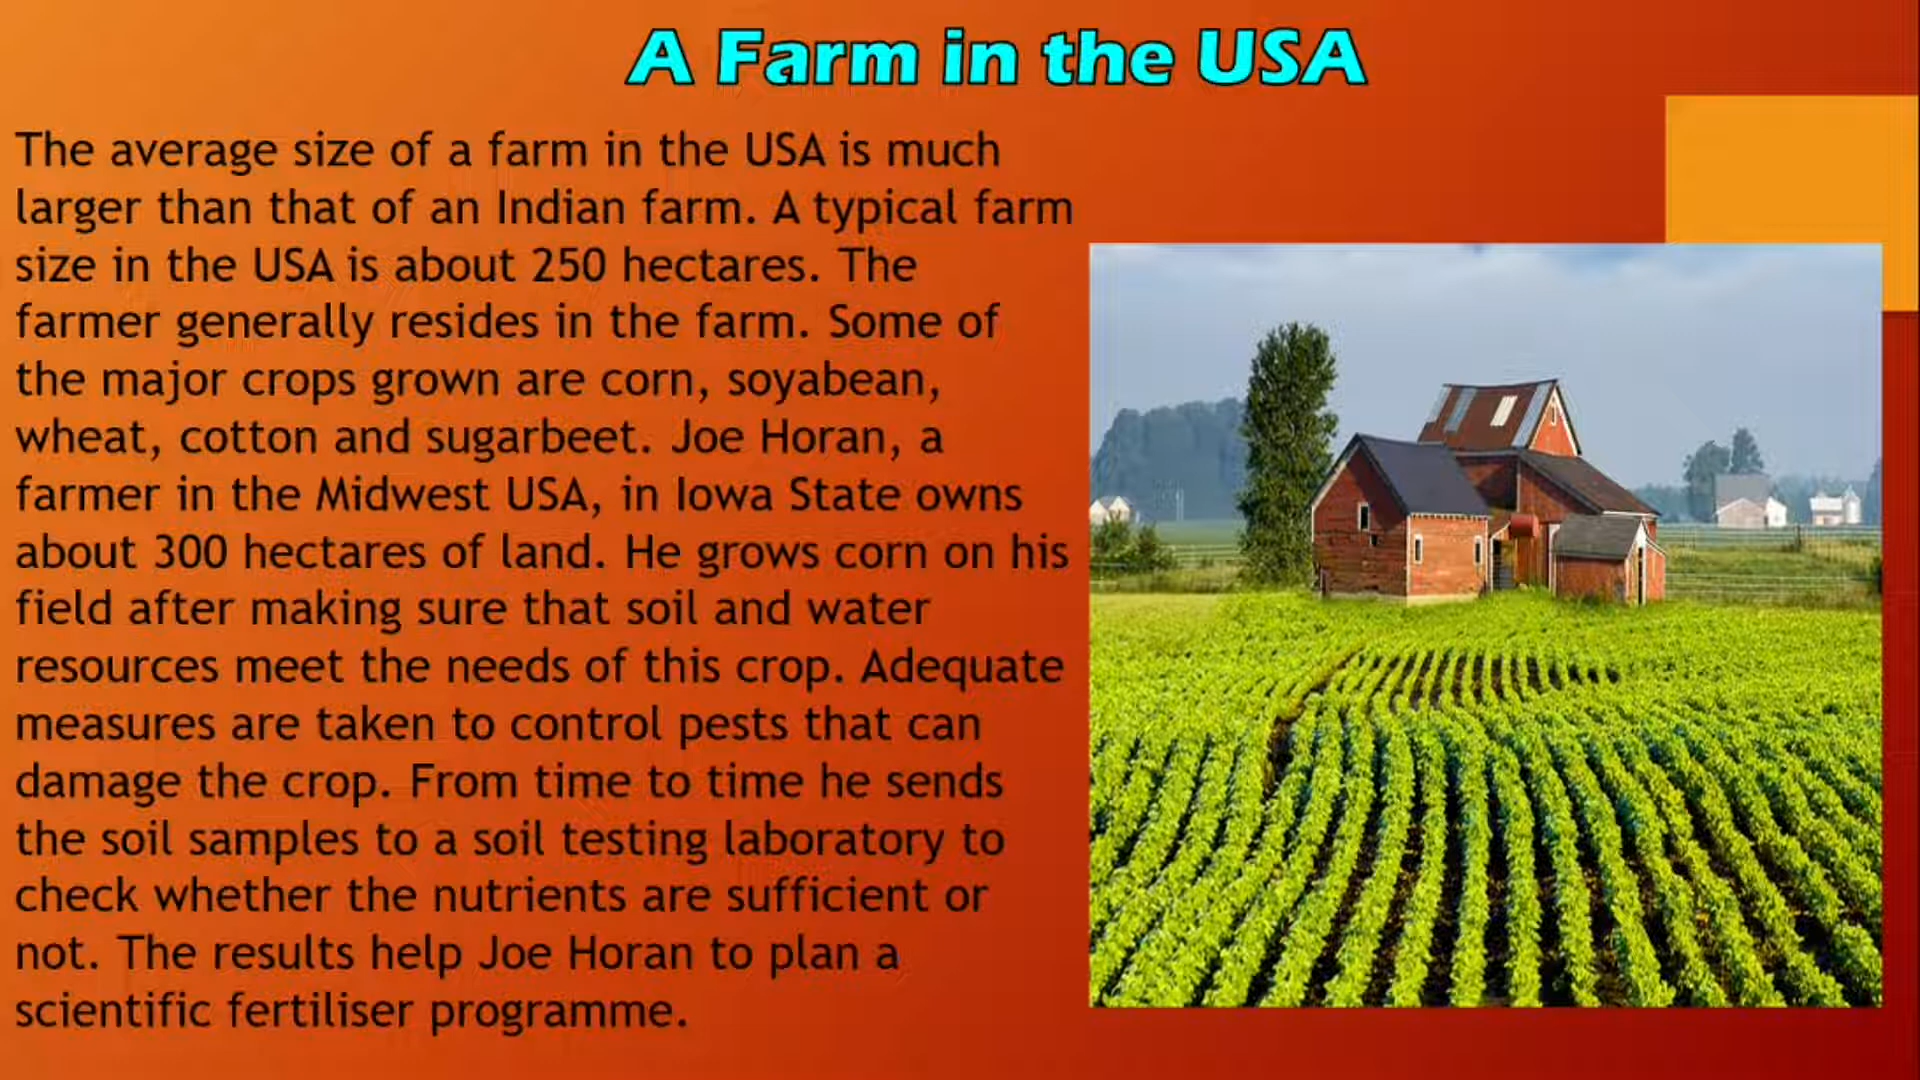 A Farm in the USA
The average size of a farm in the USA is much
larger than that of an Indian farm. A typical farm
size in the USA is about 250 hectares. The
farmer generally resides in the farm. Some of
the major crops grown are corn, soyabean,
wheat, cotton and sugarbeet. Joe Horan, a
farmer in the Midwest USA, in Iowa State owns
about 300 hectares of land. He grows corn on his
field after making sure that soil and water
resources meet the needs of this crop. Adequate
measures are taken to control pests that can
damage the crop. From time to time he sends
the soil samples to a soil testing laboratory to
check whether the nutrients are sufficient or
not. The results help Joe Horan to plan a
scientific fertiliser programme.